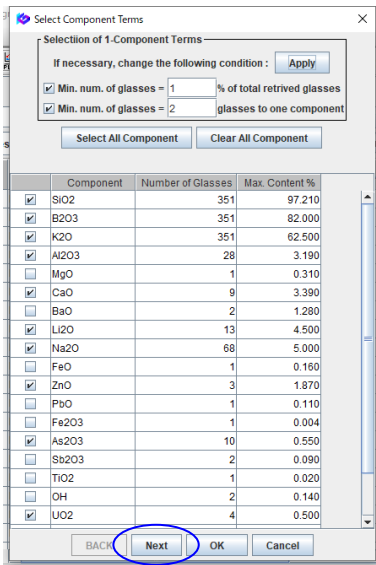 Select Component Terms
Selectiion of 1-Component Terms
If necessary, change the following condition : Apply
Min. num. of glasses = 1 % of total retrived glasses
Min. num. of glasses = 2 glasses to one component
Select All Component Clear All Component
Component Number of Glasses Max. Content %
SiO2 351 97.210
B2O3 351 82.000
K2O 351 62.500
Al2O3 28 3.190
MgO 1 0.310
CaO 9 3.390
BaO 2 1.280
Li2O 13 4.500
Na2O 68 5.000
FeO 1 0.160
ZnO 3 1.870
PbO 1 0.110
Fe2O3 1 0.004
As2O3 10 0.550
Sb2O3 2 0.090
TiO2 1 0.020
OH 2 0.140
UO2 4 0.500
BACK Next OK Cancel